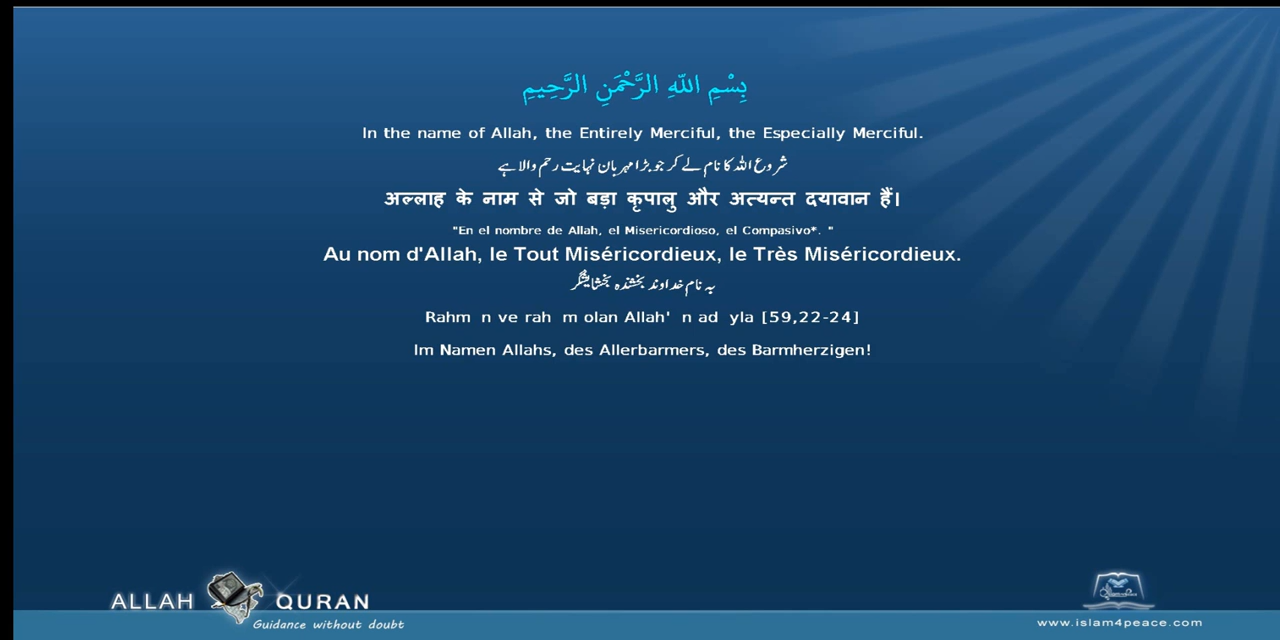 بِسْمِ اللَّهِ الرَّحْمَنِ الرَّحِيمِ
In the name of Allah, the Entirely Merciful, the Especially Merciful.
شروع اللہ کا نام لے کر جو بڑا مہربان نہایت رحم والا ہے
अल्लाह के नाम से जो बड़ा कृपालु और अत्यन्त दयावान हैं।
"En el nombre de Allah, el Misericordioso, el Compasivo*. "
Au nom d'Allah, le Tout Miséricordieux, le Très Miséricordieux.
به نام خداوند بخشنده بخشایشگر
Rahm n ve rah m olan Allah' n ad yla [59,22-24]
Im Namen Allahs, des Allerbarmers, des Barmherzigen!
ALLAH QURAN
Guidance without doubt
www.islam4peace.com